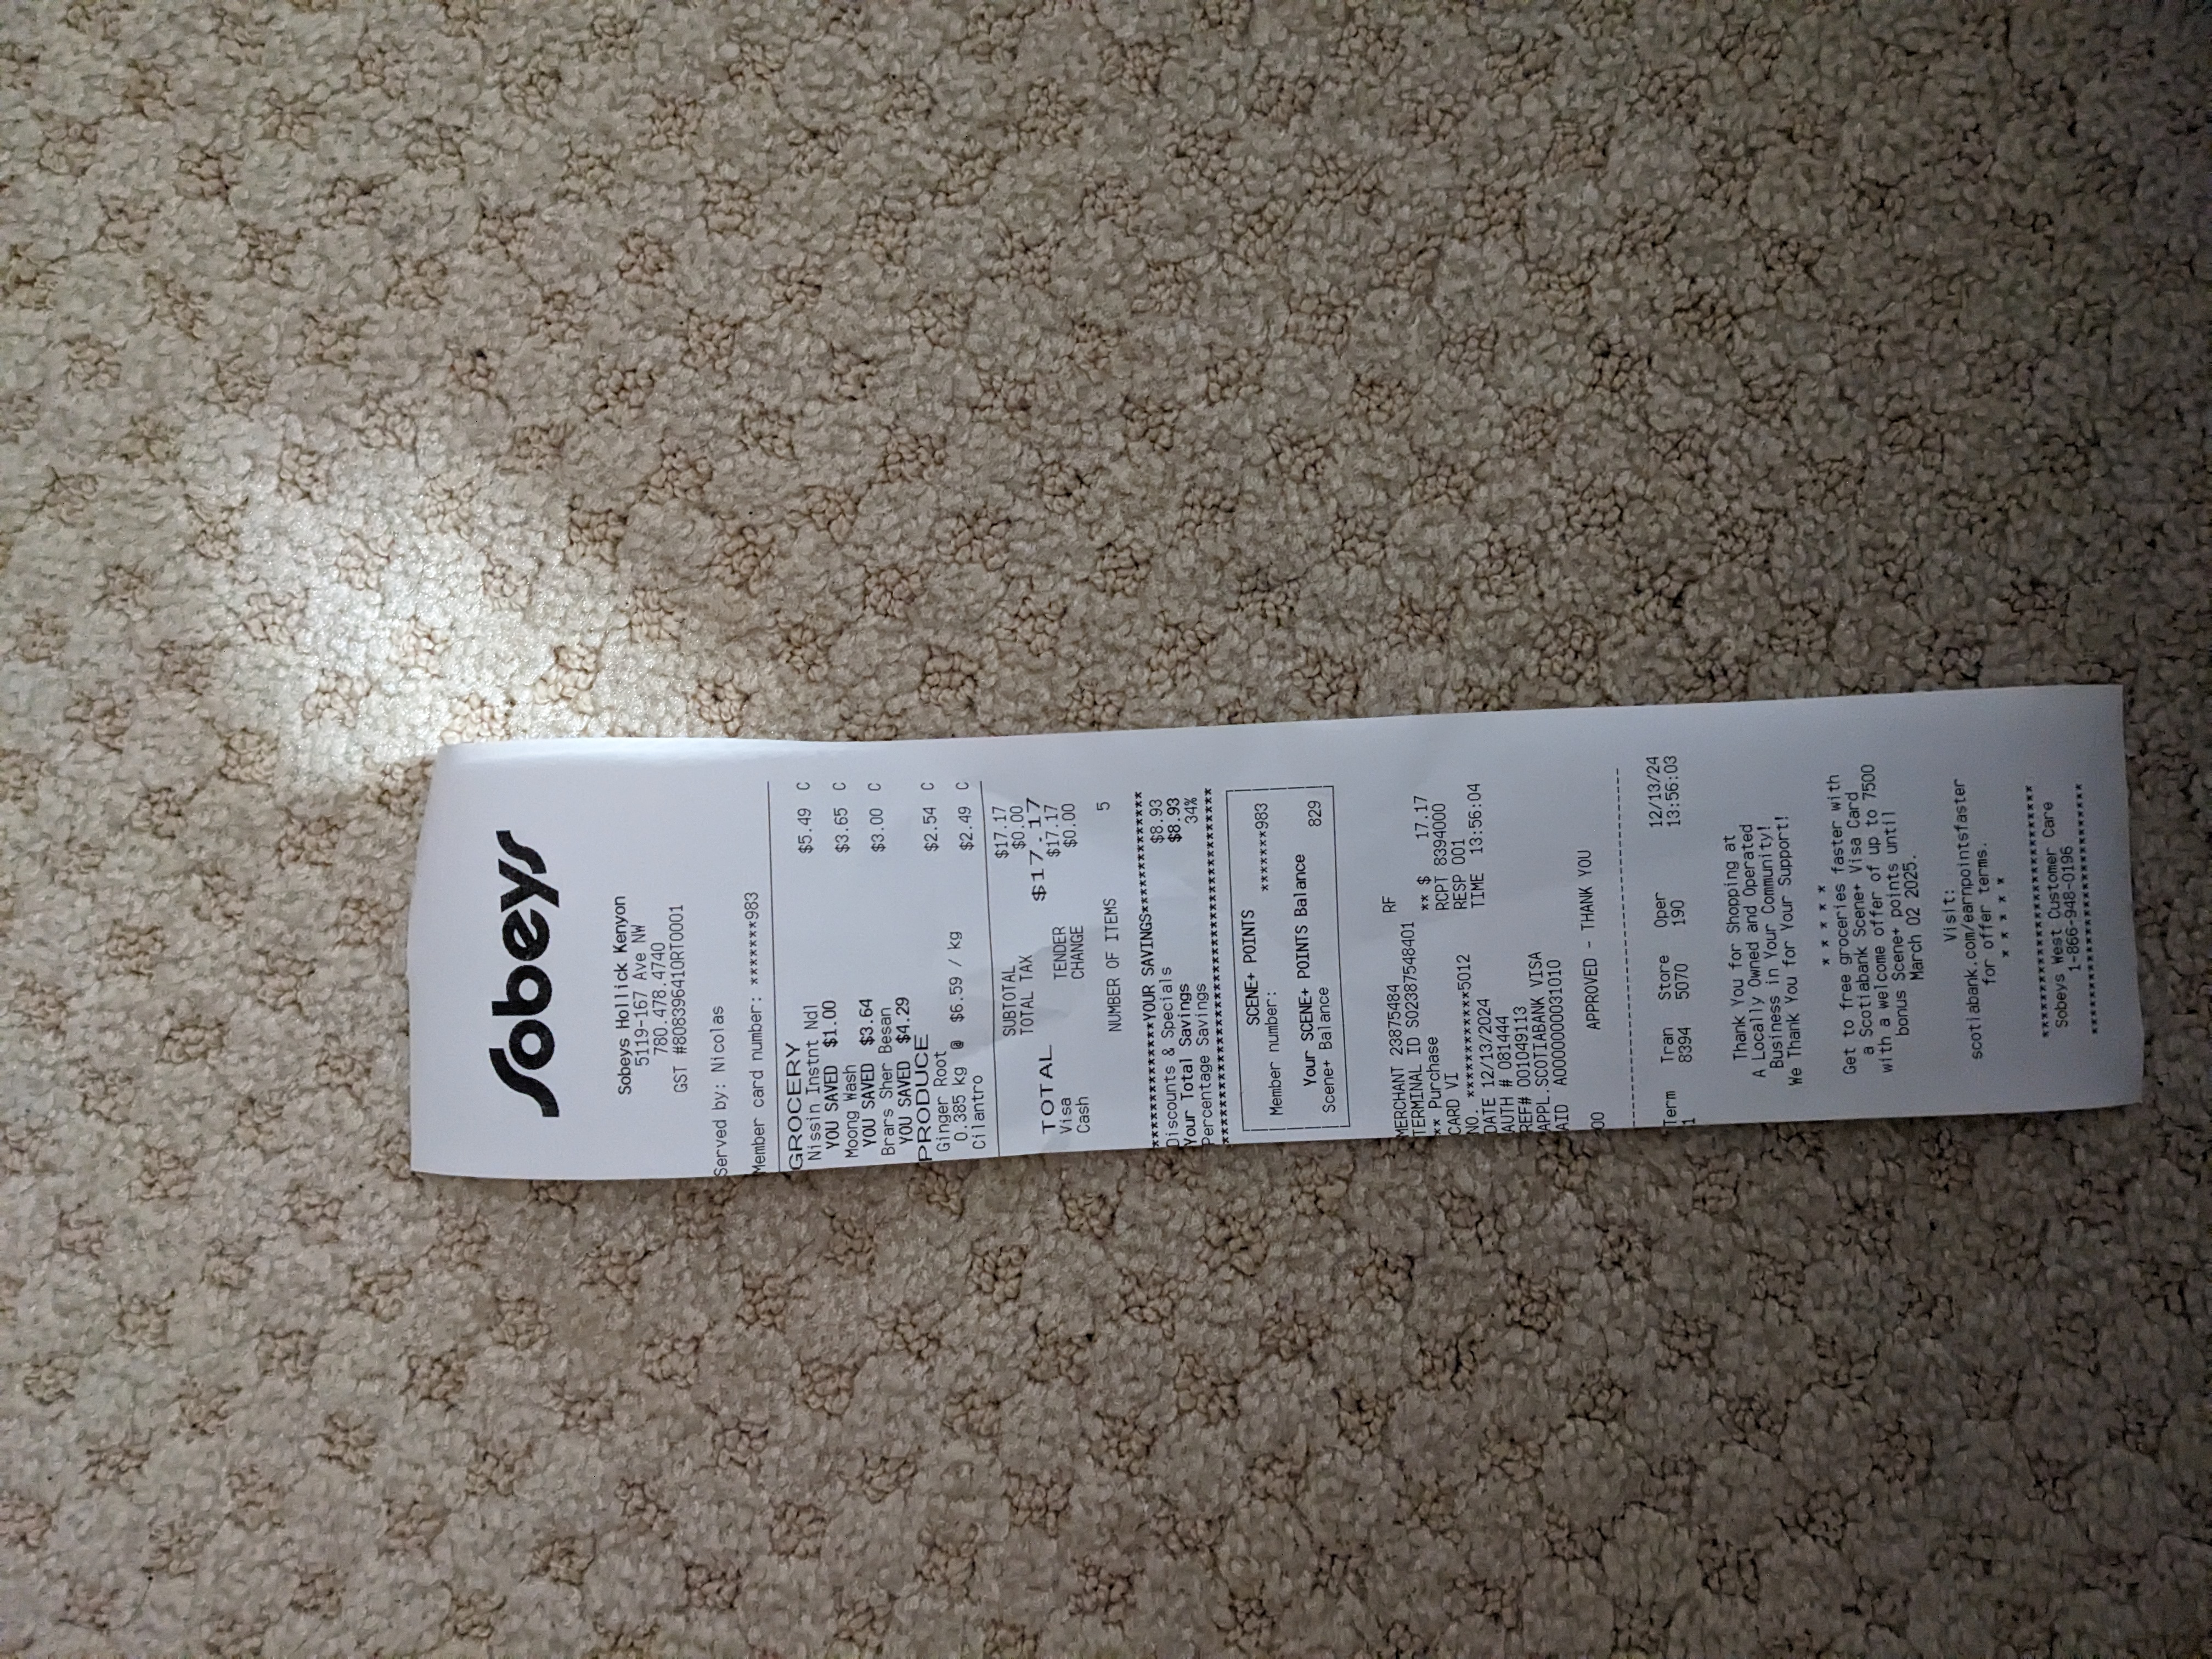 Sobeys
Sobeys Hollick Kenyon
5119-167 Ave NW
780.478.4740
GST #808396410RT0001
Served by: Nicolas
Member card number: ********983
GROCERY
Nissin Instnt Ndl $5.49 C
YOU SAVED $1.00
Moong Wash $3.65 C
YOU SAVED $3.64
Brars Sher Besan $3.00 C
YOU SAVED $4.29
PRODUCE
Ginger Root $2.54 C
0.385 kg @ $6.59 / kg
Cilantro $2.49 C
SUBTOTAL $17.17
TOTAL TAX $0.00
TOTAL $17.17
Visa TENDER $17.17
Cash CHANGE $0.00
NUMBER OF ITEMS 5
************YOUR SAVINGS************
Discounts & Specials $8.93
Your Total Savings $8.93
Percentage Savings 34%
************************************
SCENE+ POINTS
Member number: ********983
Your SCENE+ POINTS Balance
Scene+ Balance 829
MERCHANT 23875484 RF
TERMINAL ID S02387548401
** Purchase ** $ 17.17
CARD VI RCPT 8394000
NO. ************5012 RESP 001
DATE 12/13/2024 TIME 13:56:04
AUTH # 081444
REF# 001049113
APPL.SCOTIABANK VISA
AID A0000000031010
00 APPROVED - THANK YOU
Term Tran Store Oper 12/13/24
1 8394 5070 190 13:56:03
Thank You for Shopping at
A Locally Owned and Operated
Business in Your Community!
We Thank You for Your Support!
* * * * *
Get to free groceries faster with
a Scotiabank Scene+ Visa Card
with a welcome offer of up to 7500
bonus Scene+ points until
March 02 2025.
Visit:
scotiabank.com/earnpointsfaster
for offer terms.
* * * * *
******************************
Sobeys West Customer Care
1-866-948-0196
******************************